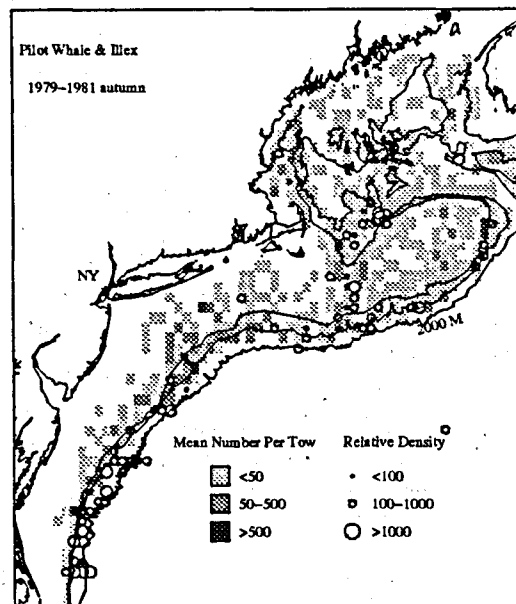 Pilot Whale & Illex
1979–1981 autumn
NY
2000 M
Mean Number Per Tow
<50
50–500
>500
Relative Density
<100
100–1000
>1000